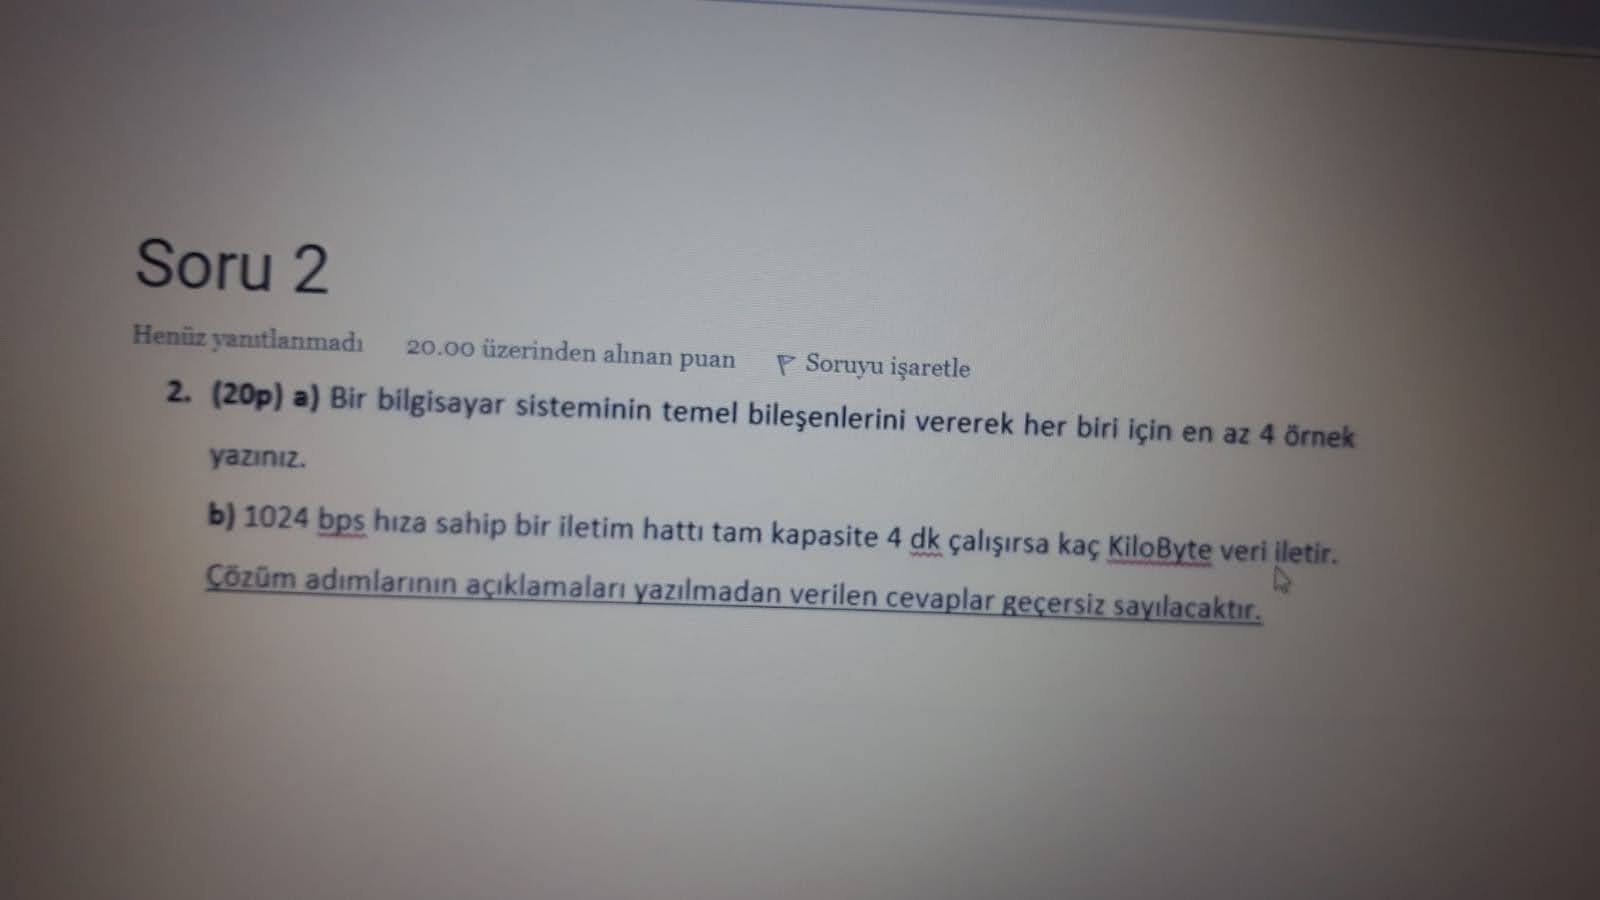 Soru 2
Henüz yanıtlanmadı 20.00 üzerinden alınan puan Soruyu işaretle
2. (20p) a) Bir bilgisayar sisteminin temel bileşenlerini vererek her biri için en az 4 örnek
yazınız.
b) 1024 bps hıza sahip bir iletim hattı tam kapasite 4 dk çalışırsa kaç KiloByte veri iletir.
Çözüm adımlarının açıklamaları yazılmadan verilen cevaplar geçersiz sayılacaktır.